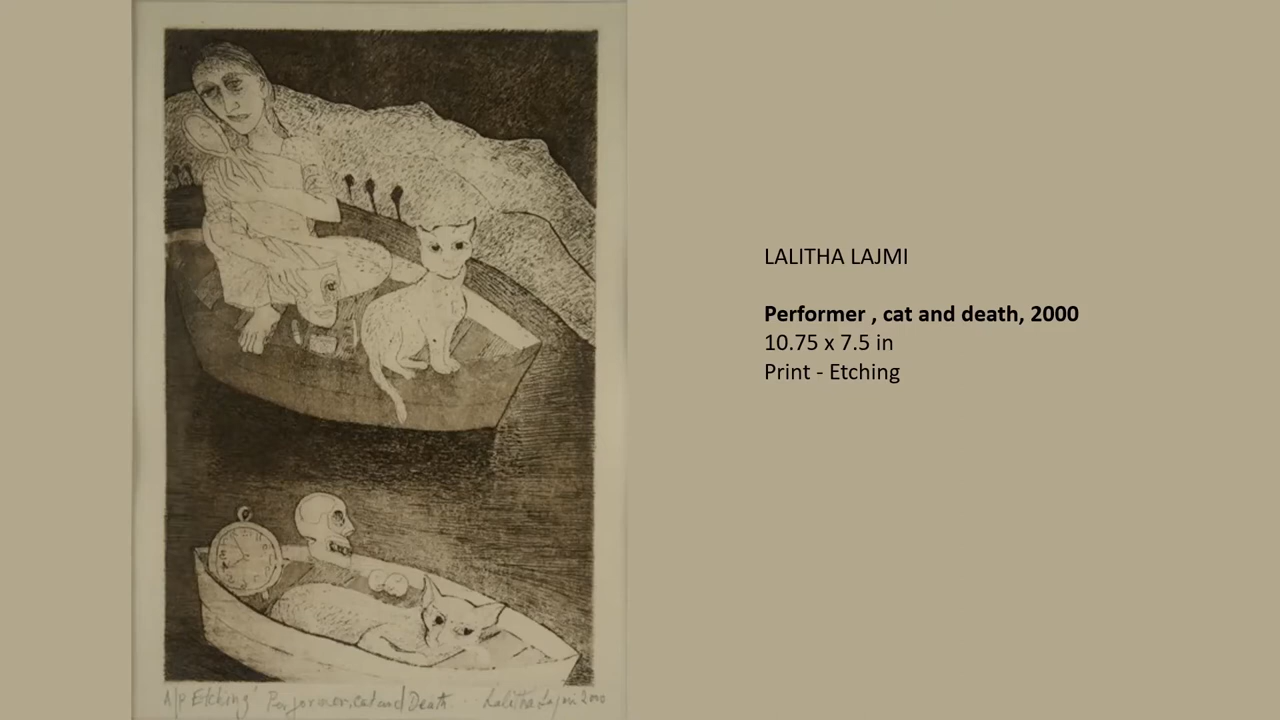 LALITHA LAJMI
Performer , cat and death, 2000
10.75 x 7.5 in
Print - Etching
A/p Etching' Performer, cat and Death. Lalitha Lajmi 2000